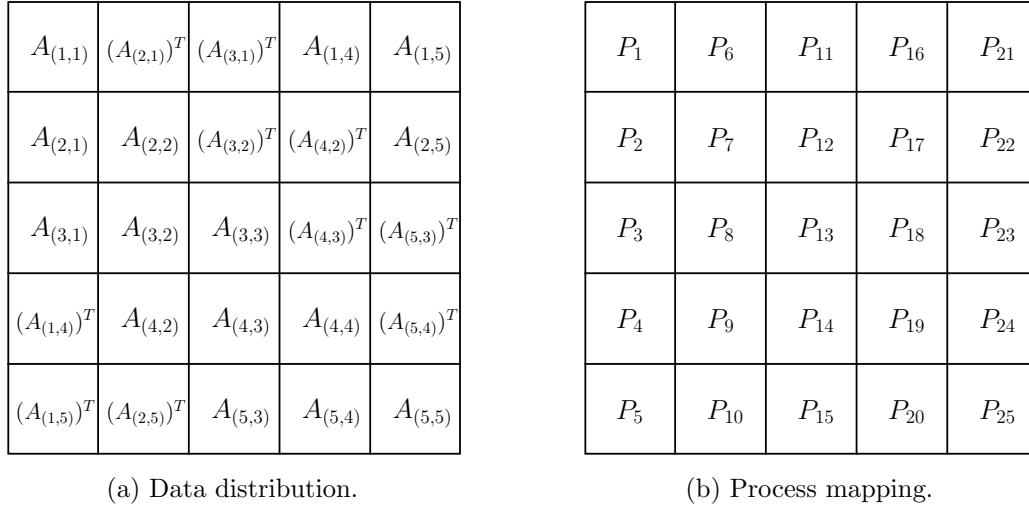 A(1,1) (A(2,1))^T (A(3,1))^T A(1,4) A(1,5) P1 P6 P11 P16 P21
A(2,1) A(2,2) (A(3,2))^T (A(4,2))^T A(2,5) P2 P7 P12 P17 P22
A(3,1) A(3,2) A(3,3) (A(4,3))^T (A(5,3))^T P3 P8 P13 P18 P23
(A(1,4))^T A(4,2) A(4,3) A(4,4) (A(5,4))^T P4 P9 P14 P19 P24
(A(1,5))^T (A(2,5))^T A(5,3) A(5,4) A(5,5) P5 P10 P15 P20 P25
(a) Data distribution. (b) Process mapping.